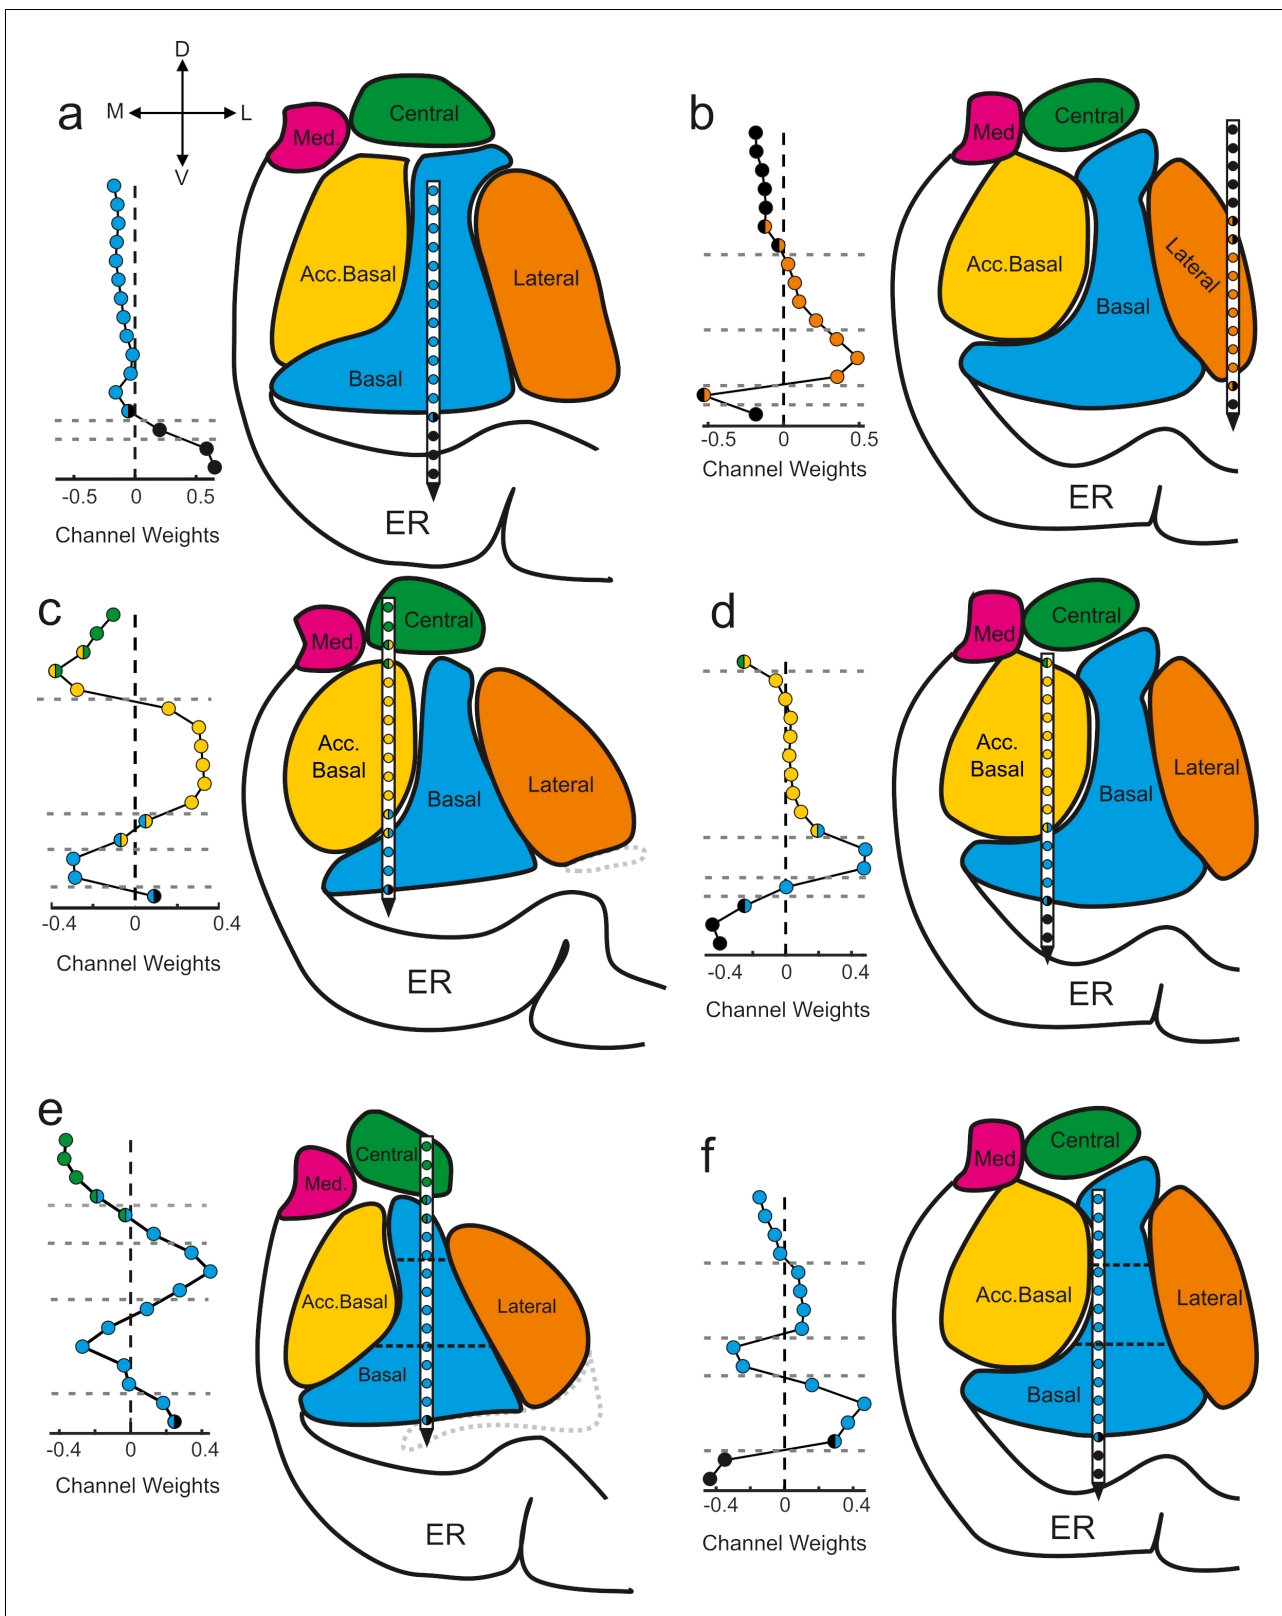 a
D
M
L
V
Med.
Central
Acc.Basal
Lateral
Basal
ER
-0.5
0
0.5
Channel Weights
b
Med
Central
Acc.Basal
Lateral
Basal
ER
-0.5
0
0.5
Channel Weights
c
Med.
Central
Acc.
Basal
Basal
Lateral
ER
-0.4
0
0.4
Channel Weights
d
Med
Central
Acc.
Basal
Lateral
Basal
ER
-0.4
0
0.4
Channel Weights
e
Central
Med.
Acc.Basal
Lateral
Basal
ER
-0.4
0
0.4
Channel Weights
f
Central
Med.
Acc.Basal
Lateral
Basal
ER
-0.4
0
0.4
Channel Weights